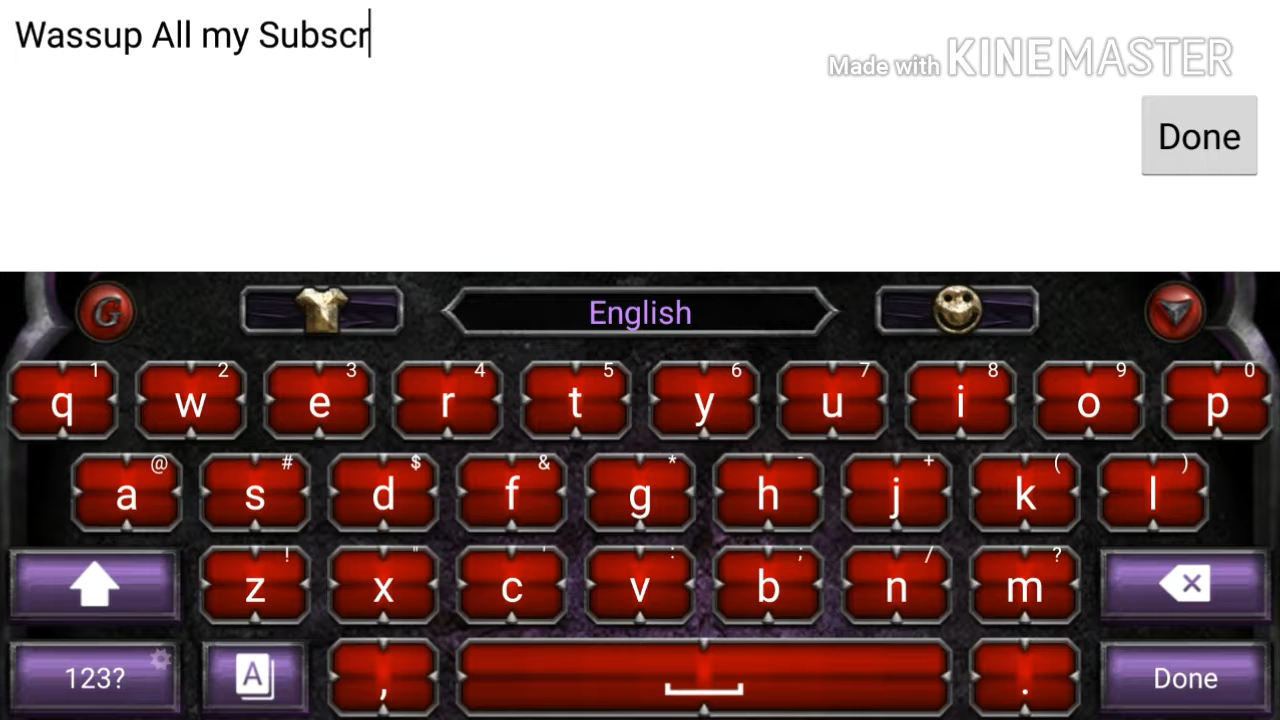 Wassup All my Subscr
Made with KINEMASTER
Done
G English
1 2 3 4 5 6 7 8 9 0
q w e r t y u i o p
@ # $ & * - + ( )
a s d f g h j k l
! " ' : ; / ?
z x c v b n m
123? A , . Done